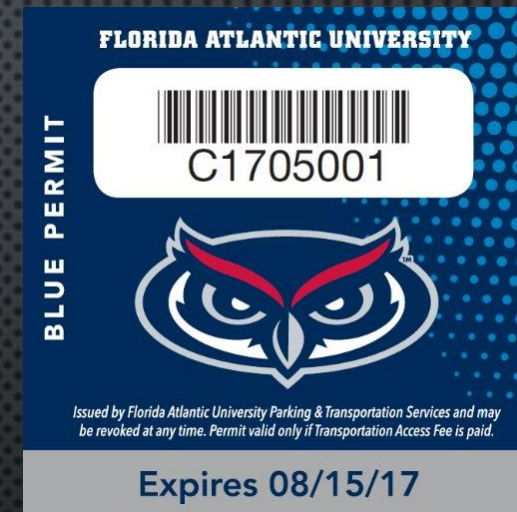 FLORIDA ATLANTIC UNIVERSITY
BLUE PERMIT
C1705001
TM
Issued by Florida Atlantic University Parking & Transportation Services and may
be revoked at any time. Permit valid only if Transportation Access Fee is paid.
Expires 08/15/17